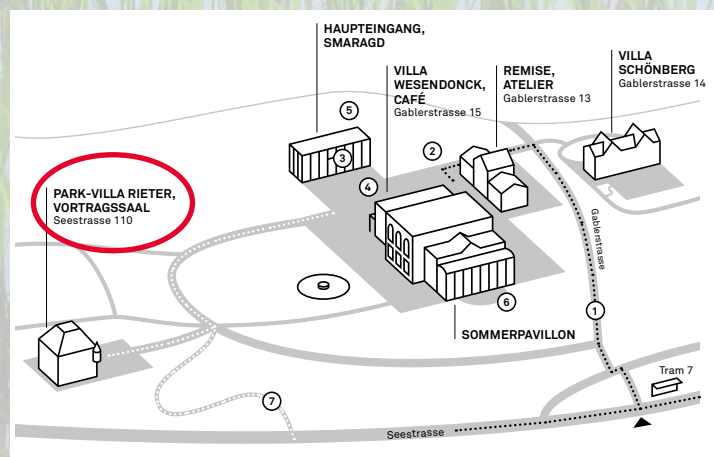 HAUPTEINGANG,
SMARAGD
VILLA
WESENDONCK,
CAFÉ
Gablerstrasse 15
REMISE,
ATELIER
Gablerstrasse 13
VILLA
SCHÖNBERG
Gablerstrasse 14
5
2
3
4
PARK-VILLA RIETER,
VORTRAGSSAAL
Seestrasse 110
Gablerstrasse
6
1
SOMMERPAVILLON
Tram 7
7
Seestrasse